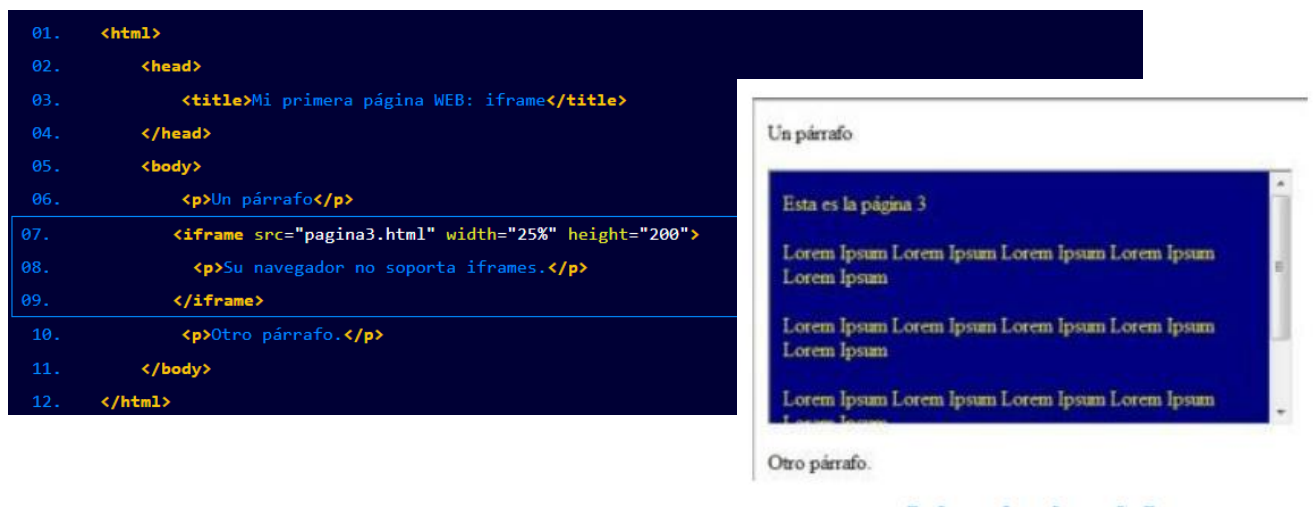 01. <html>
02. <head>
03. <title>Mi primera página WEB: iframe</title>
04. </head>
05. <body>
06. <p>Un párrafo</p>
07. <iframe src="pagina3.html" width="25%" height="200">
08. <p>Su navegador no soporta iframes.</p>
09. </iframe>
10. <p>Otro párrafo.</p>
11. </body>
12. </html>
Un párrafo
Esta es la página 3
Lorem Ipsum Lorem Ipsum Lorem Ipsum Lorem Ipsum
Lorem Ipsum
Lorem Ipsum Lorem Ipsum Lorem Ipsum Lorem Ipsum
Lorem Ipsum
Lorem Ipsum Lorem Ipsum Lorem Ipsum Lorem Ipsum
Otro párrafo.